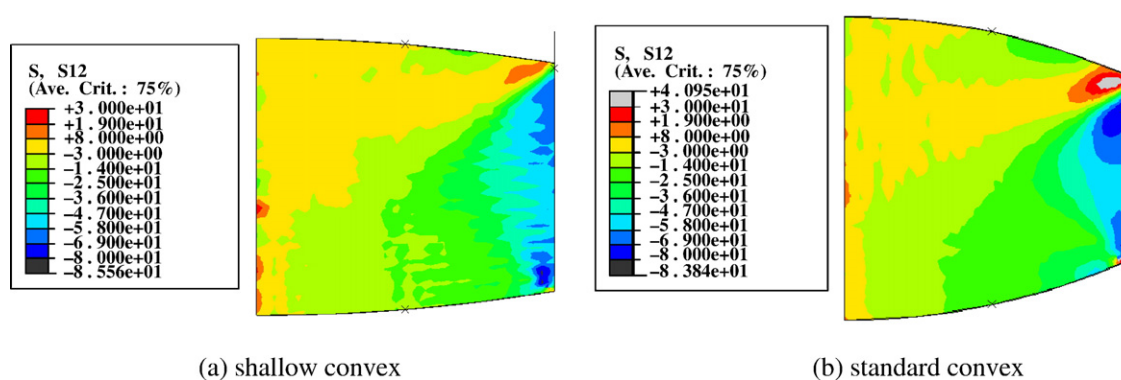 S, S12
(Ave. Crit.: 75%)
+3.000e+01
+1.900e+01
+8.000e+00
-3.000e+00
-1.400e+01
-2.500e+01
-3.600e+01
-4.700e+01
-5.800e+01
-6.900e+01
-8.000e+01
-8.556e+01
S, S12
(Ave. Crit.: 75%)
+4.095e+01
+3.000e+01
+1.900e+01
+8.000e+00
-3.000e+00
-1.400e+01
-2.500e+01
-3.600e+01
-4.700e+01
-5.800e+01
-6.900e+01
-8.000e+01
-8.384e+01
(a) shallow convex
(b) standard convex